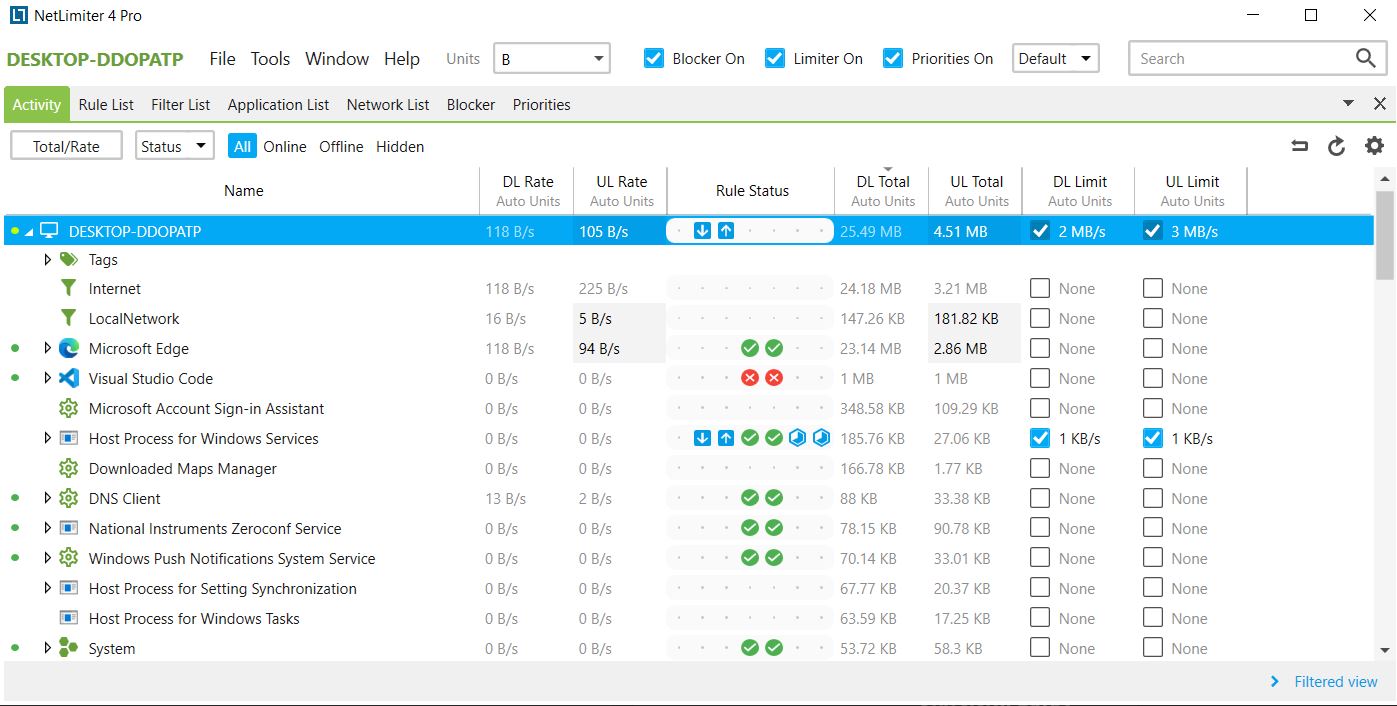 NetLimiter 4 Pro
DESKTOP-DDOPATP File Tools Window Help Units B Blocker On Limiter On Priorities On Default Search
Activity Rule List Filter List Application List Network List Blocker Priorities
Total/Rate Status All Online Offline Hidden
Name DL Rate UL Rate Rule Status DL Total UL Total DL Limit UL Limit
Auto Units Auto Units Auto Units Auto Units Auto Units Auto Units
DESKTOP-DDOPATP 118 B/s 105 B/s 25.49 MB 4.51 MB 2 MB/s 3 MB/s
Tags
Internet 118 B/s 225 B/s 24.18 MB 3.21 MB None None
LocalNetwork 16 B/s 5 B/s 147.26 KB 181.82 KB None None
Microsoft Edge 118 B/s 94 B/s 23.14 MB 2.86 MB None None
Visual Studio Code 0 B/s 0 B/s 1 MB 1 MB None None
Microsoft Account Sign-in Assistant 0 B/s 0 B/s 348.58 KB 109.29 KB None None
Host Process for Windows Services 0 B/s 0 B/s 185.76 KB 27.06 KB 1 KB/s 1 KB/s
Downloaded Maps Manager 0 B/s 0 B/s 166.78 KB 1.77 KB None None
DNS Client 13 B/s 2 B/s 88 KB 33.38 KB None None
National Instruments Zeroconf Service 0 B/s 0 B/s 78.15 KB 90.78 KB None None
Windows Push Notifications System Service 0 B/s 0 B/s 70.14 KB 33.01 KB None None
Host Process for Setting Synchronization 0 B/s 0 B/s 67.77 KB 20.37 KB None None
Host Process for Windows Tasks 0 B/s 0 B/s 63.59 KB 17.25 KB None None
System 0 B/s 0 B/s 53.72 KB 58.3 KB None None
Filtered view